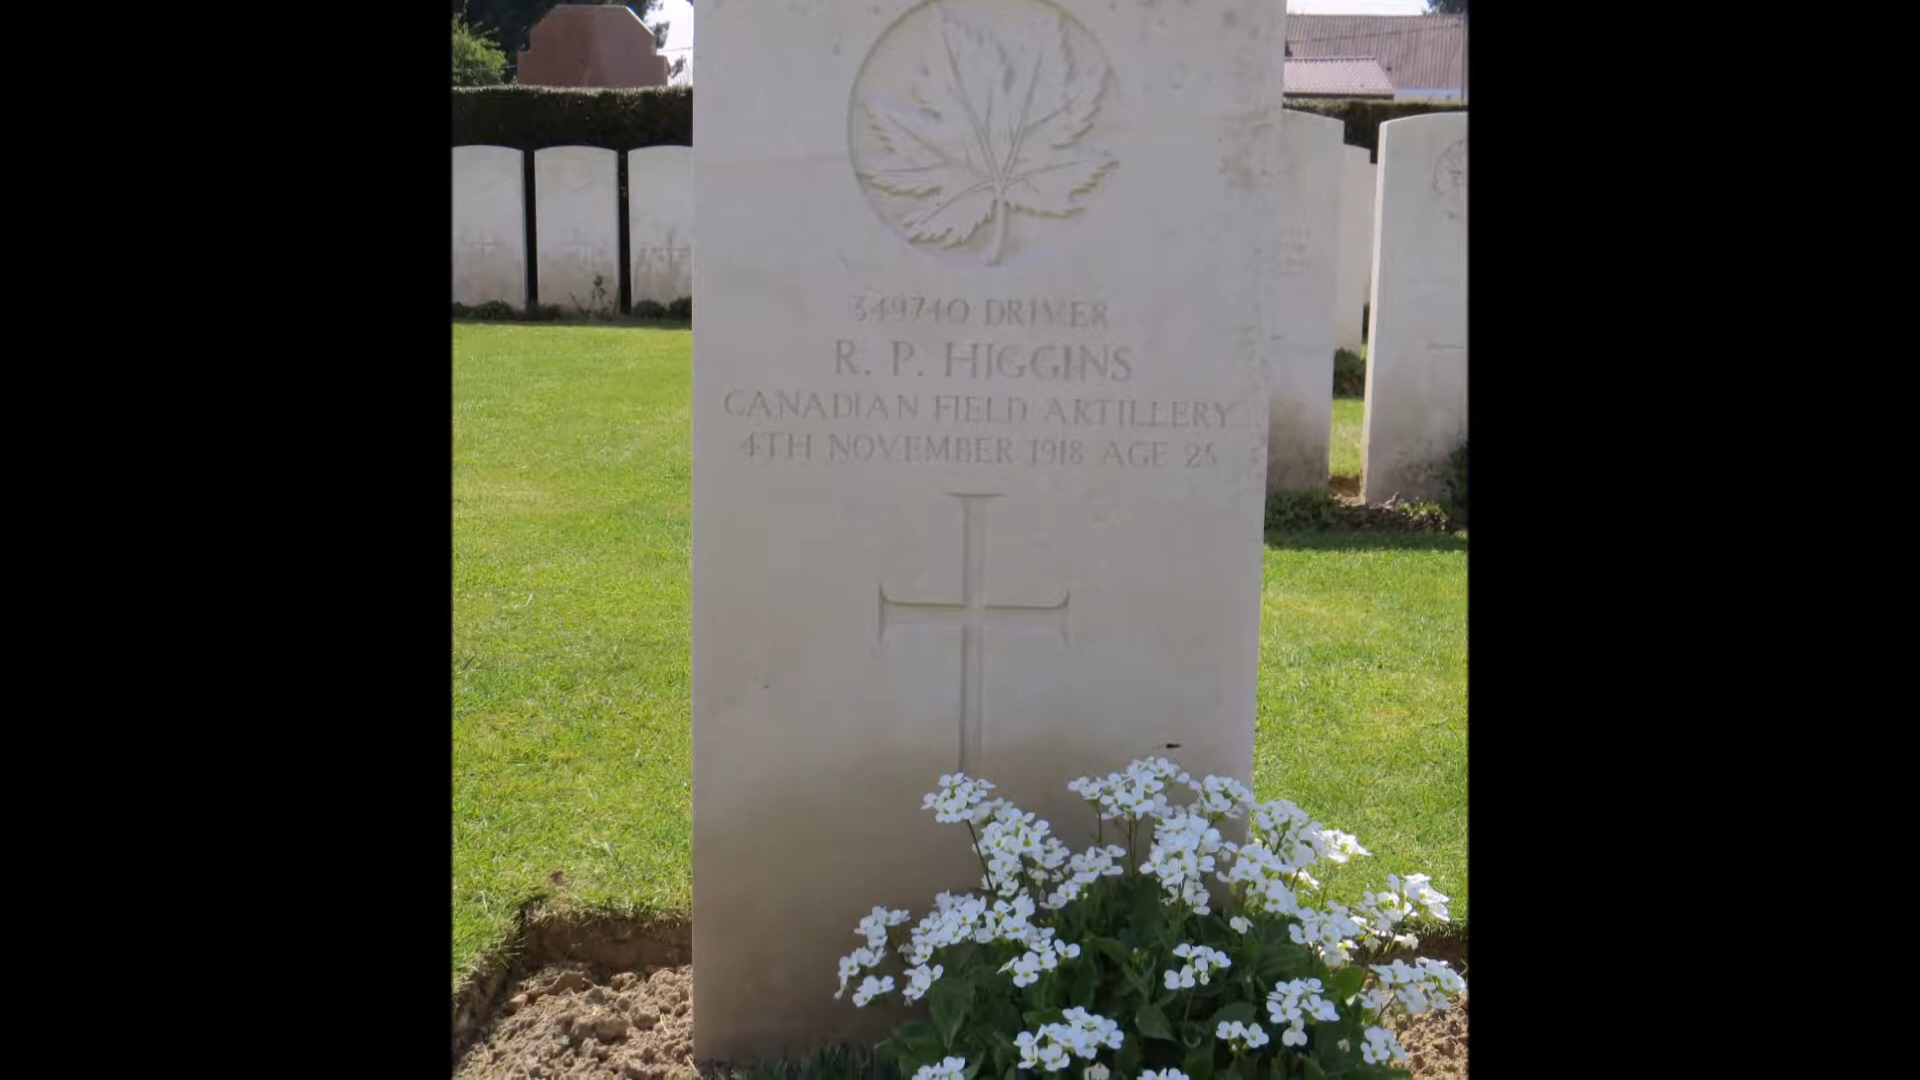 349740 DRIVER
R. P. HIGGINS
CANADIAN FIELD ARTILLERY
4TH NOVEMBER 1918 AGE 25